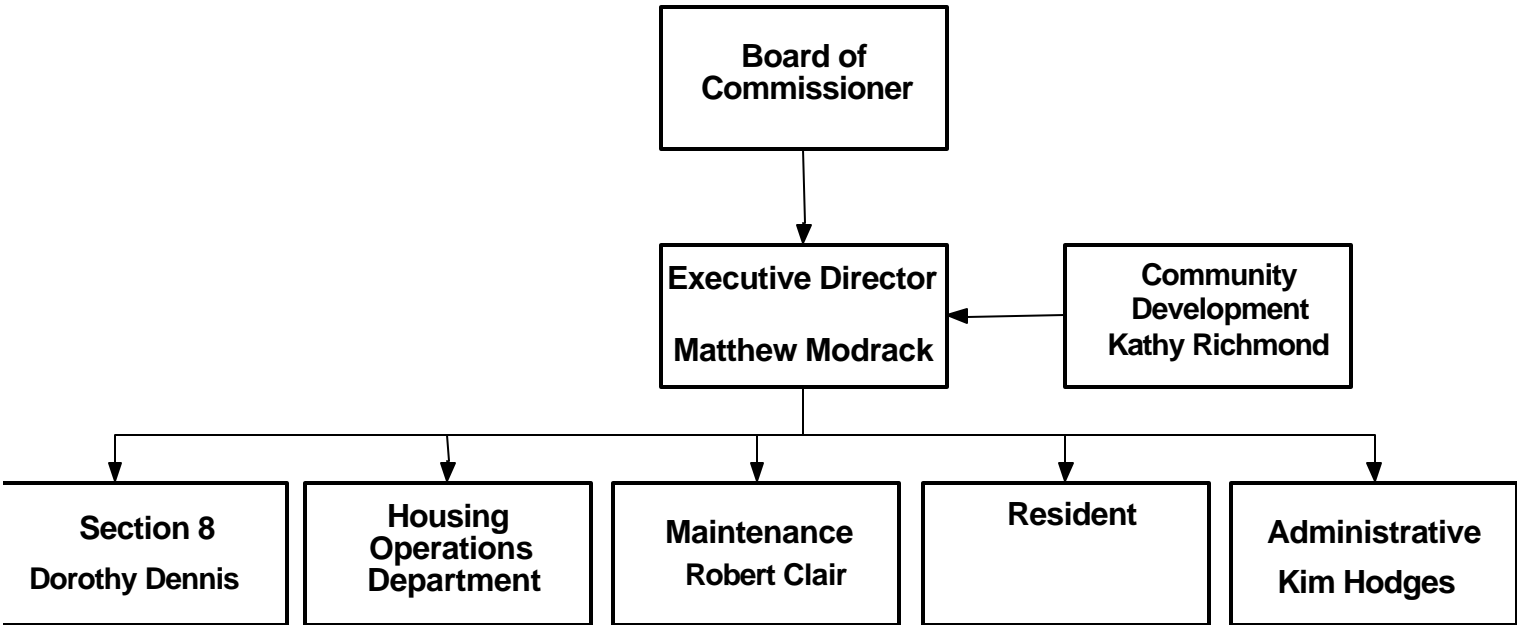 Board of
Commissioner
Executive Director
Matthew Modrack
Community
Development
Kathy Richmond
Section 8
Dorothy Dennis
Housing
Operations
Department
Maintenance
Robert Clair
Resident
Administrative
Kim Hodges